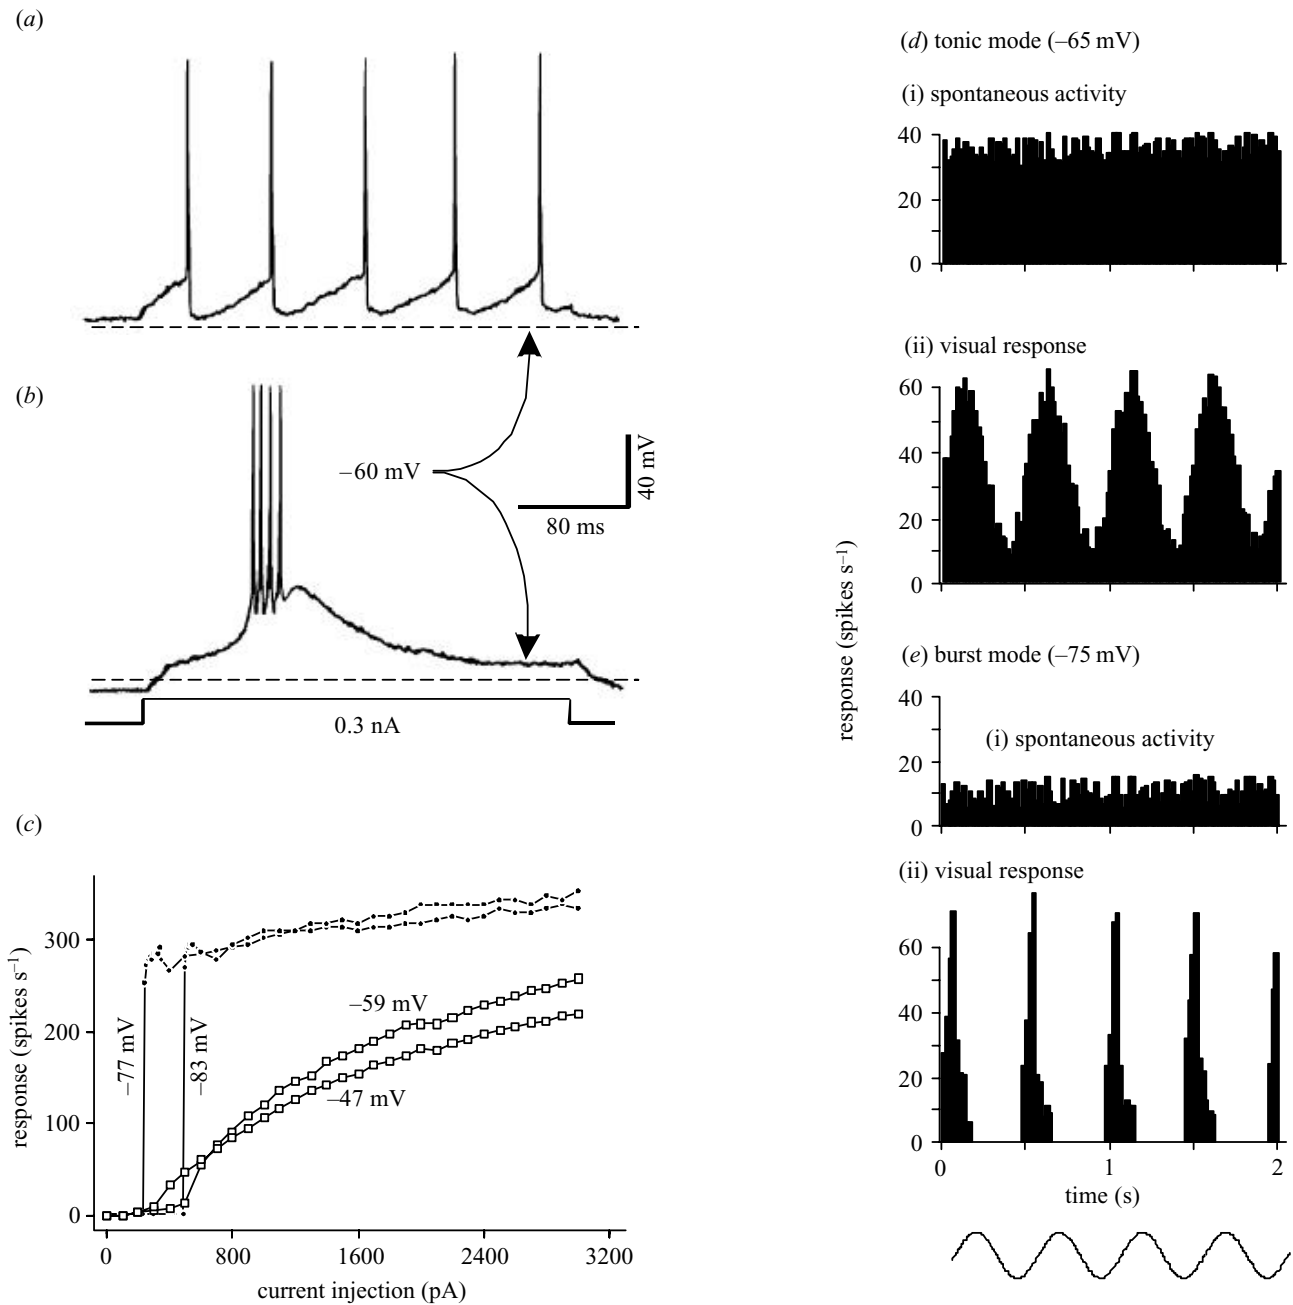 (a)
(b)
–60 mV
40 mV
80 ms
0.3 nA
(c)
response (spikes s–1)
300
200
100
0
–77 mV
–83 mV
–59 mV
–47 mV
0
800
1600
2400
3200
current injection (pA)
(d) tonic mode (–65 mV)
(i) spontaneous activity
40
20
0
(ii) visual response
60
40
20
0
response (spikes s–1)
(e) burst mode (–75 mV)
40
(i) spontaneous activity
20
0
(ii) visual response
60
40
20
0
0
1
2
time (s)